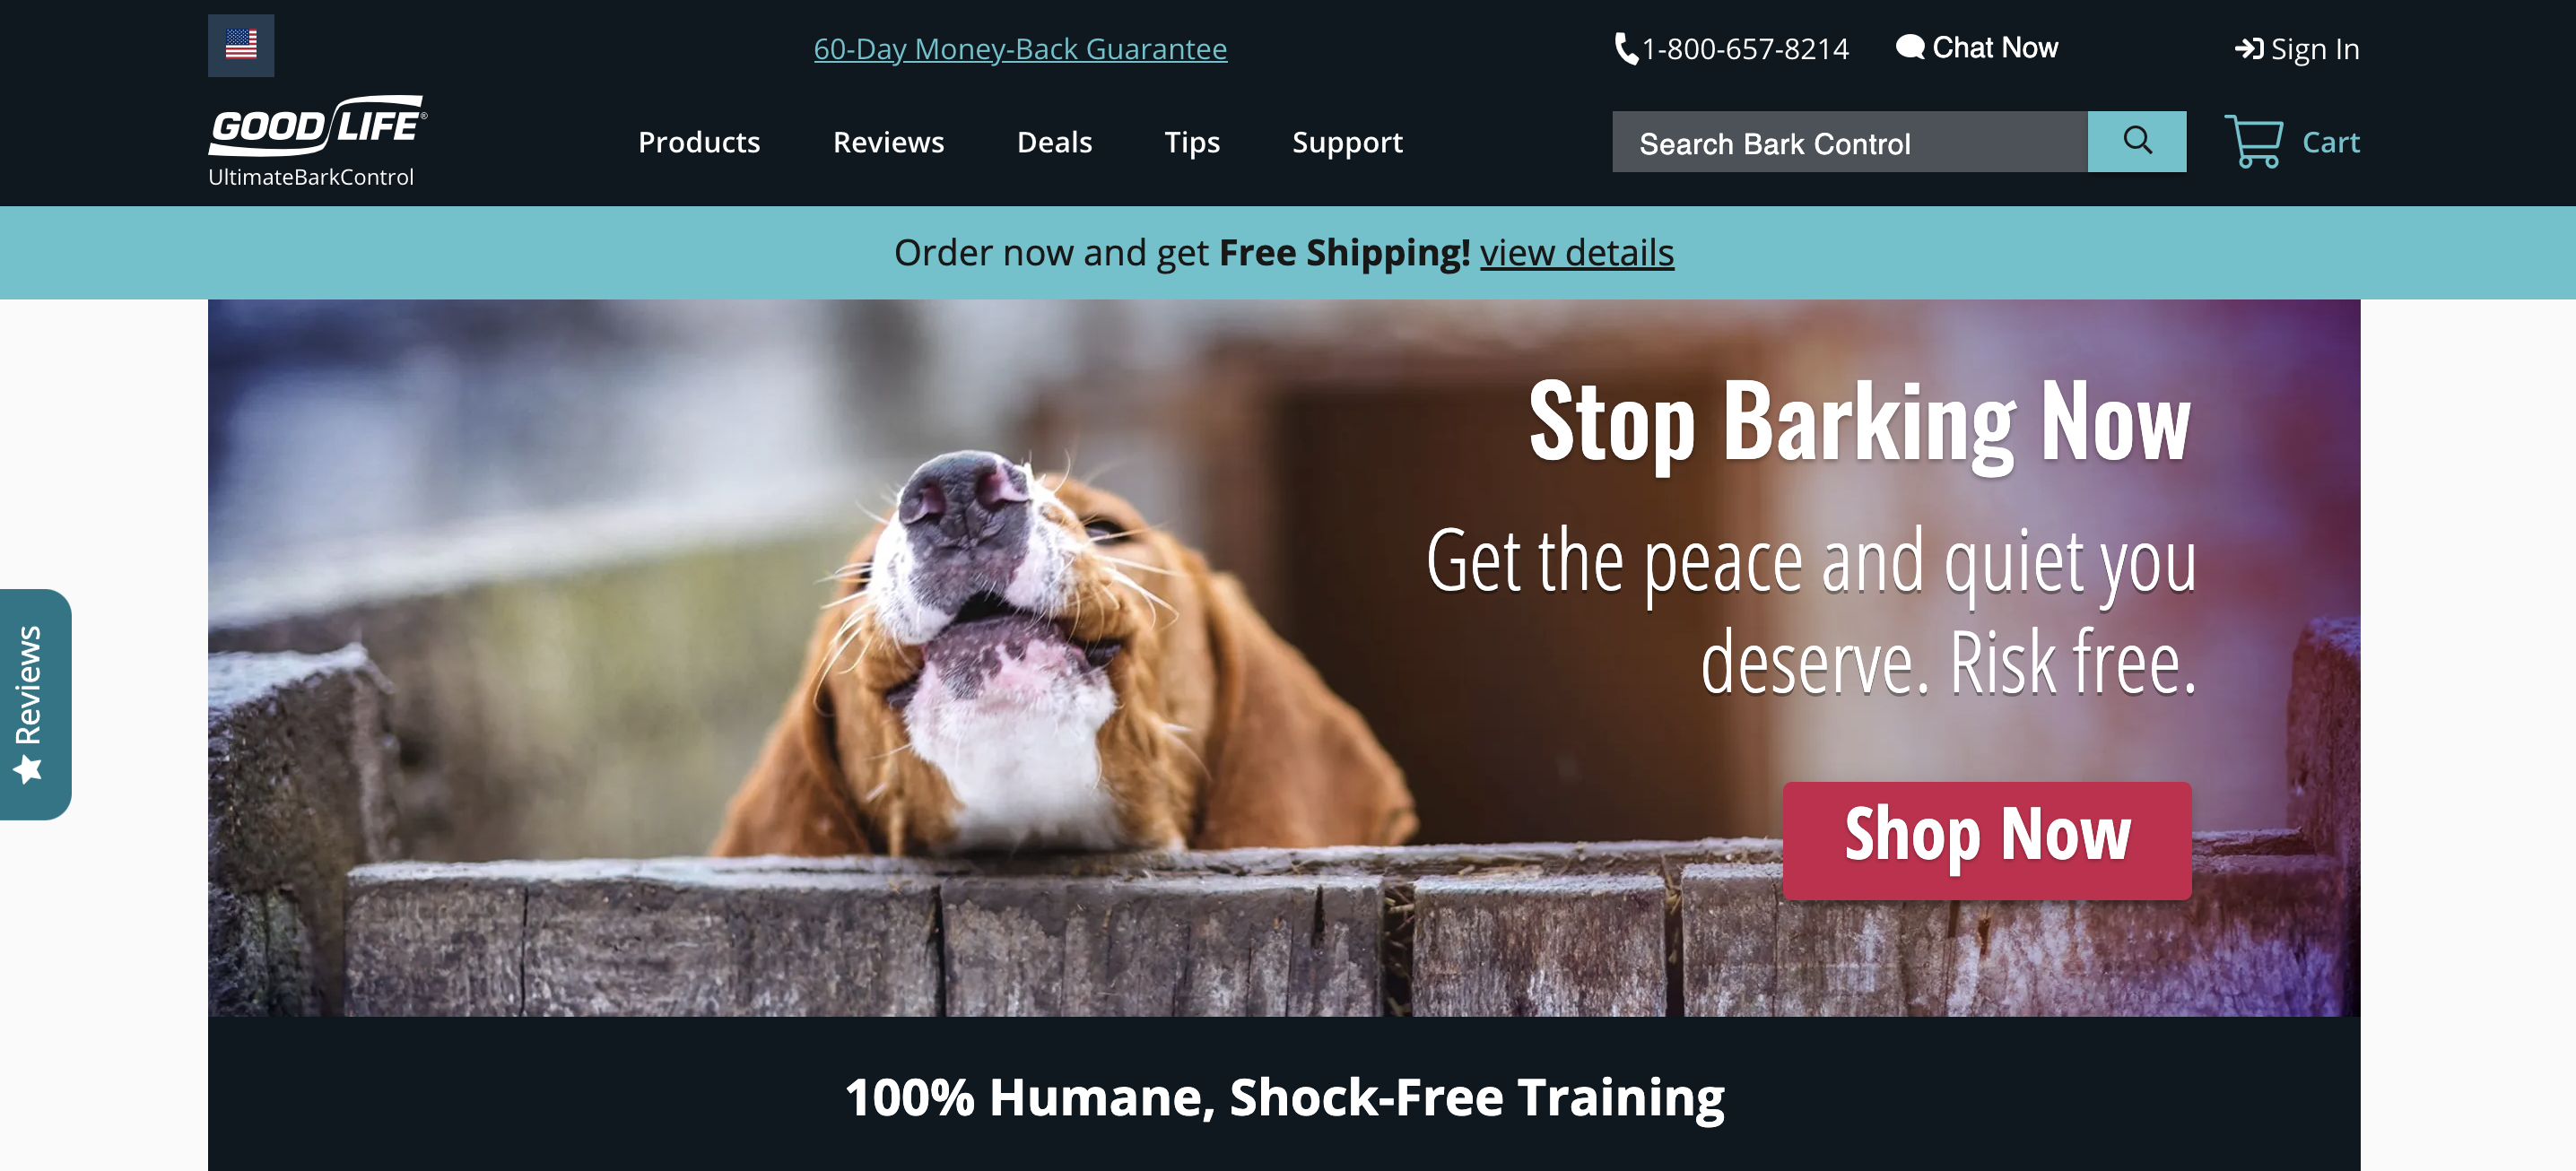 60-Day Money-Back Guarantee
1-800-657-8214
Chat Now
Sign In
GOOD LIFE®
UltimateBarkControl
Products
Reviews
Deals
Tips
Support
Search Bark Control
Cart
Order now and get Free Shipping! view details
Stop Barking Now
Get the peace and quiet you
deserve. Risk free.
Shop Now
Reviews
100% Humane, Shock-Free Training